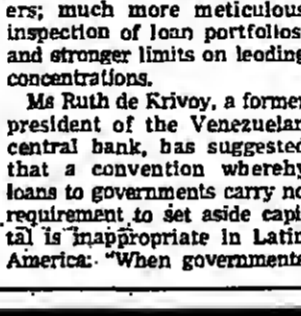 ers; much more meticulous
inspection of loan portfolios
and stronger limits on leoding
concentrations.
Ms Ruth de Krivoy, a former
president of the Venezuelan
central bank, has suggested
that a convention whereby
loans to governments carry no
requirement to set aside capi
tal is inappropriate in Latin
America: "When governments